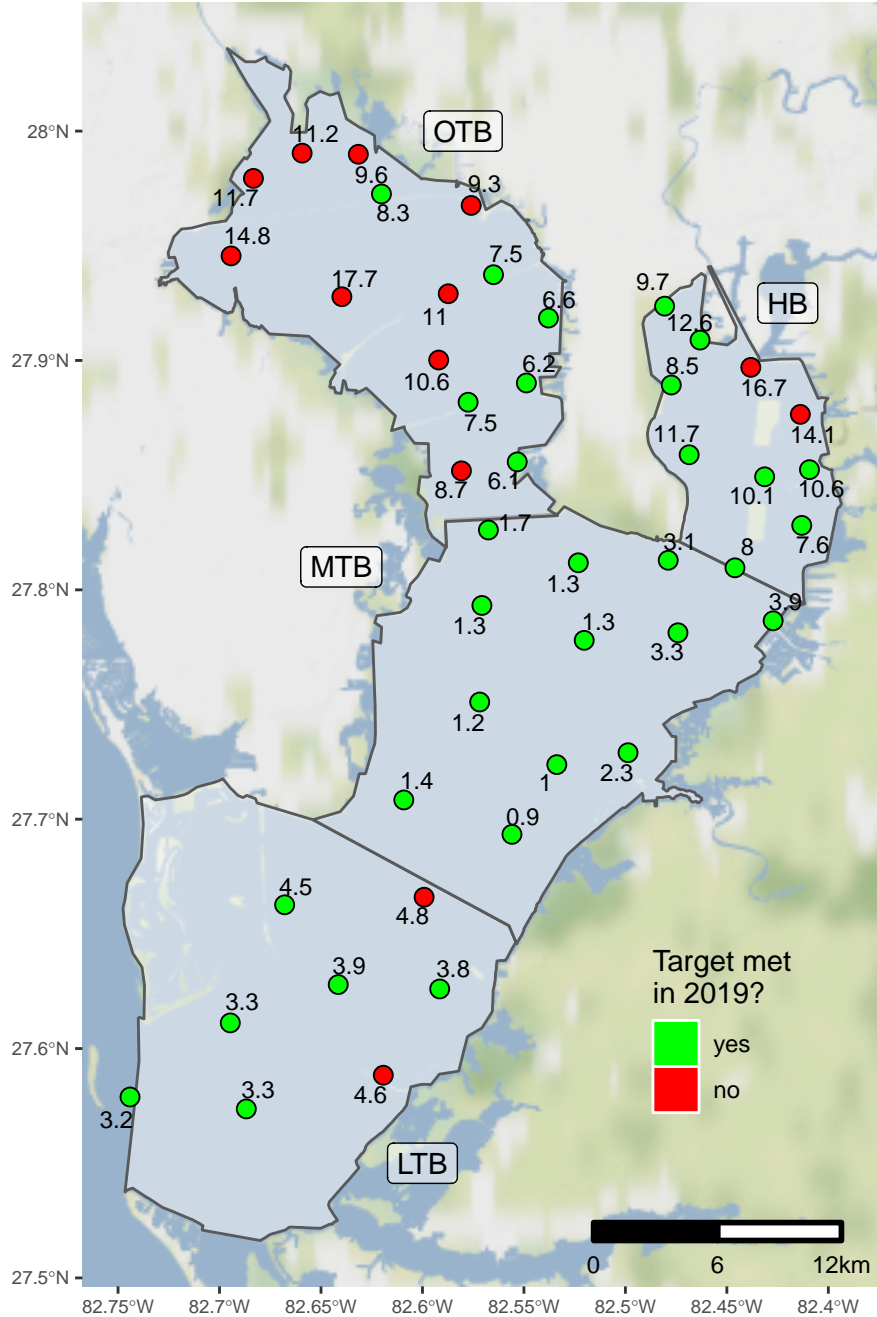 28°N
27.9°N
27.8°N
27.7°N
27.6°N
27.5°N
OTB
11.2
9.6
11.7
8.3
9.3
14.8
7.5
17.7
11
6.6
10.6
6.2
7.5
8.7
6.1
HB
9.7
12.6
8.5
16.7
11.7
14.1
10.1
10.6
7.6
8
MTB
1.7
1.3
3.1
1.3
1.3
3.9
3.3
1.2
1
2.3
1.4
0.9
4.5
4.8
3.9
3.8
3.3
3.2
3.3
4.6
LTB
Target met
in 2019?
yes
no
0 6 12km
82.75°W 82.7°W 82.65°W 82.6°W 82.55°W 82.5°W 82.45°W 82.4°W